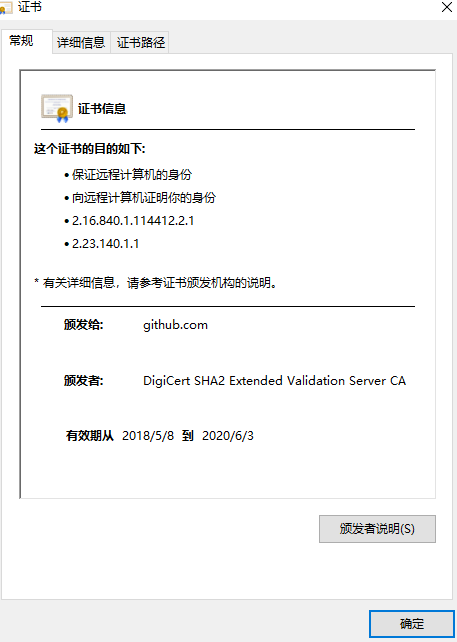 证书
常规 详细信息 证书路径
证书信息
这个证书的目的如下:
• 保证远程计算机的身份
• 向远程计算机证明你的身份
• 2.16.840.1.114412.2.1
• 2.23.140.1.1
* 有关详细信息，请参考证书颁发机构的说明。
颁发给: github.com
颁发者: DigiCert SHA2 Extended Validation Server CA
有效期从 2018/5/8 到 2020/6/3
颁发者说明(S)
确定